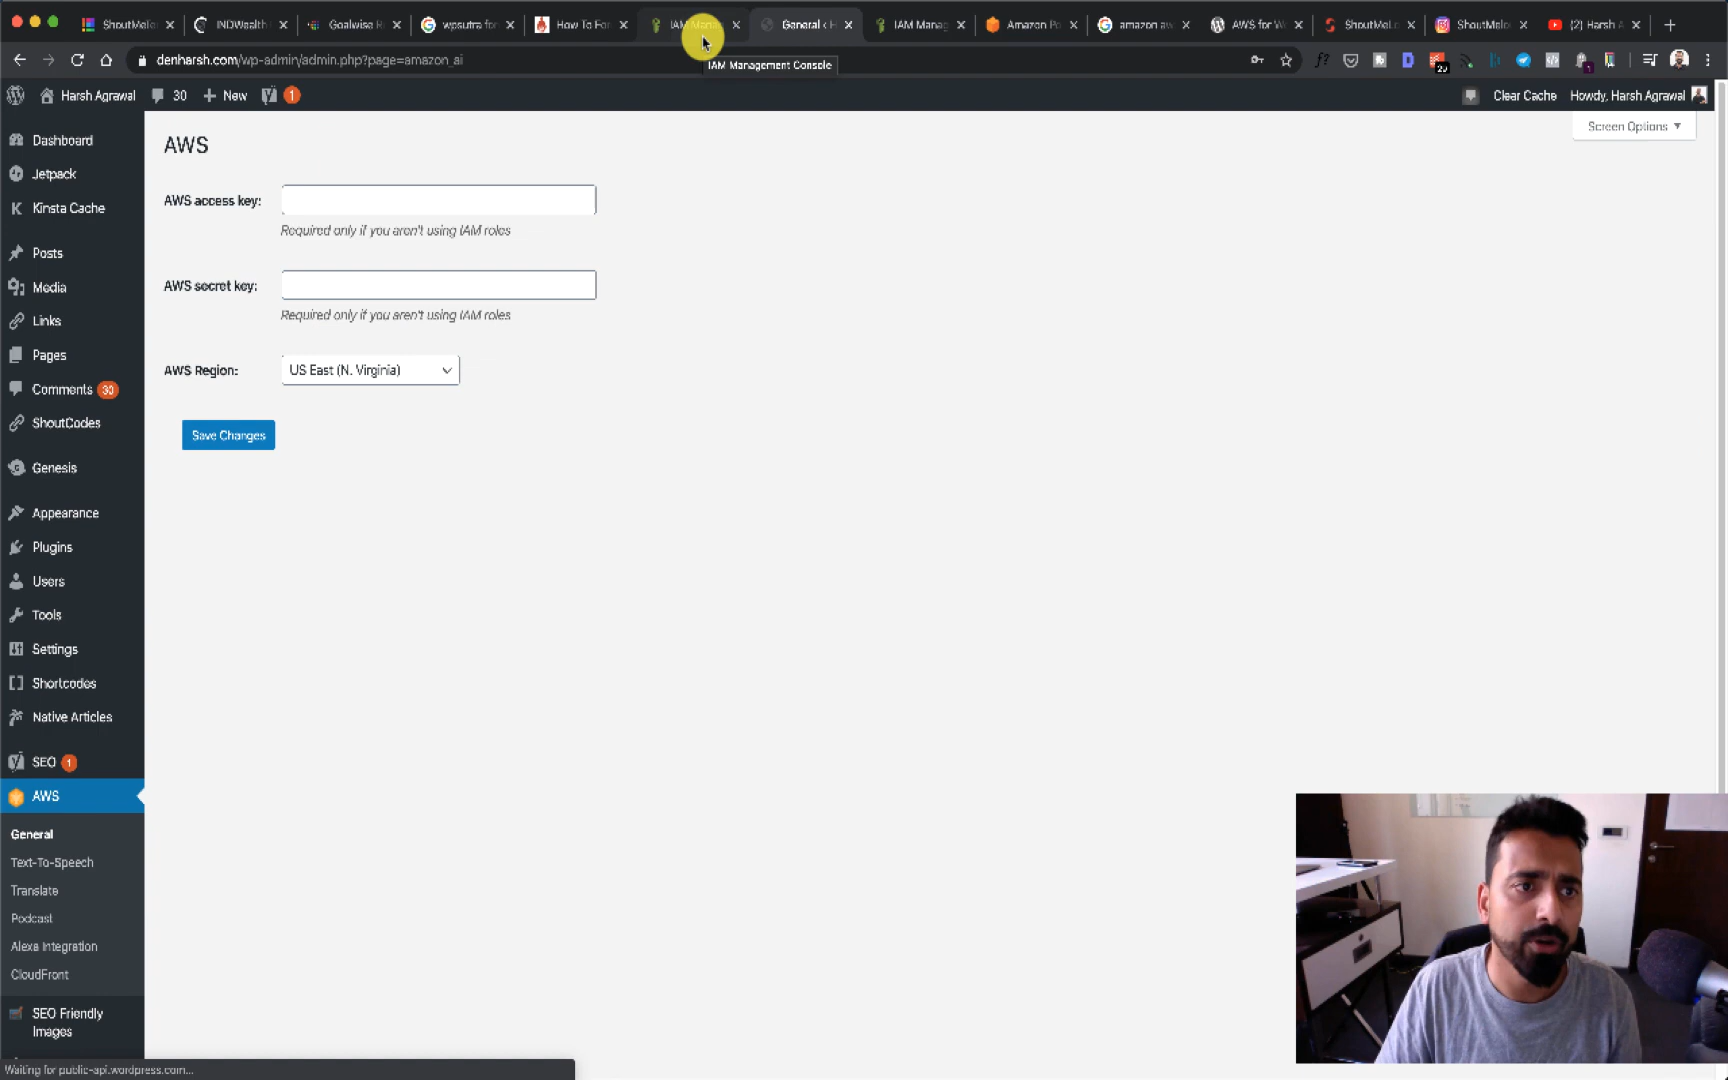 ShoutMeTe
INDWealth
Goalwise R
wpsutra for
How To For
IAM Mana
General ‹ H
IAM Manag
Amazon Po
amazon aw
AWS for W
ShoutMeLo
ShoutMelo
(2) Harsh A
denharsh.com/wp-admin/admin.php?page=amazon_ai
IAM Management Console
Harsh Agrawal
30
New
1
Clear Cache
Howdy, Harsh Agrawal
Screen Options
Dashboard
Jetpack
Kinsta Cache
Posts
Media
Links
Pages
Comments 30
ShoutCodes
Genesis
Appearance
Plugins
Users
Tools
Settings
Shortcodes
Native Articles
SEO 1
AWS
General
Text-To-Speech
Translate
Podcast
Alexa Integration
CloudFront
SEO Friendly
Images
AWS
AWS access key:
Required only if you aren't using IAM roles
AWS secret key:
Required only if you aren't using IAM roles
AWS Region:
US East (N. Virginia)
Save Changes
Waiting for public-api.wordpress.com...